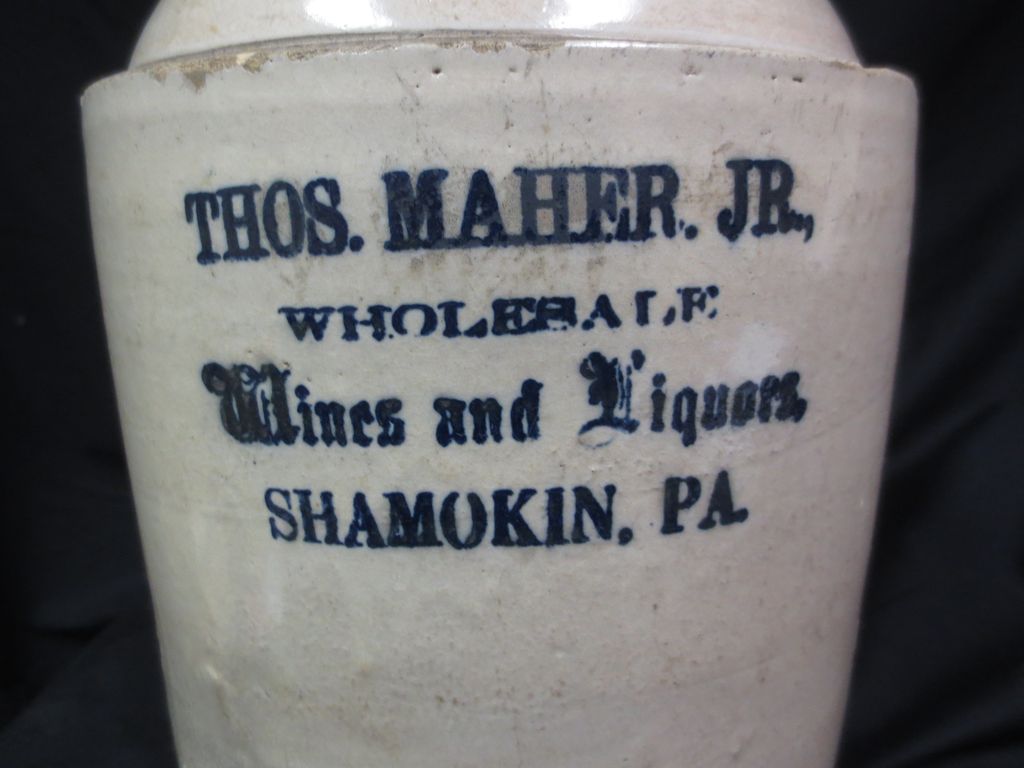 THOS. MAHER. JR.,
WHOLESALE
Wines and Liquors,
SHAMOKIN, PA.